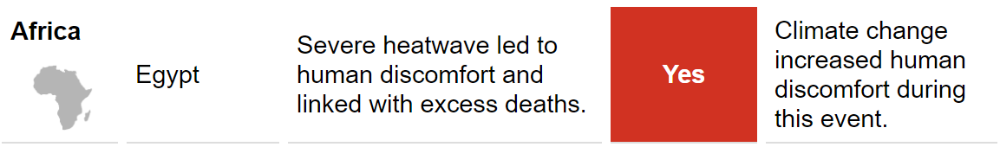 Africa
Egypt
Severe heatwave led to
human discomfort and
linked with excess deaths.
Yes
Climate change
increased human
discomfort during
this event.